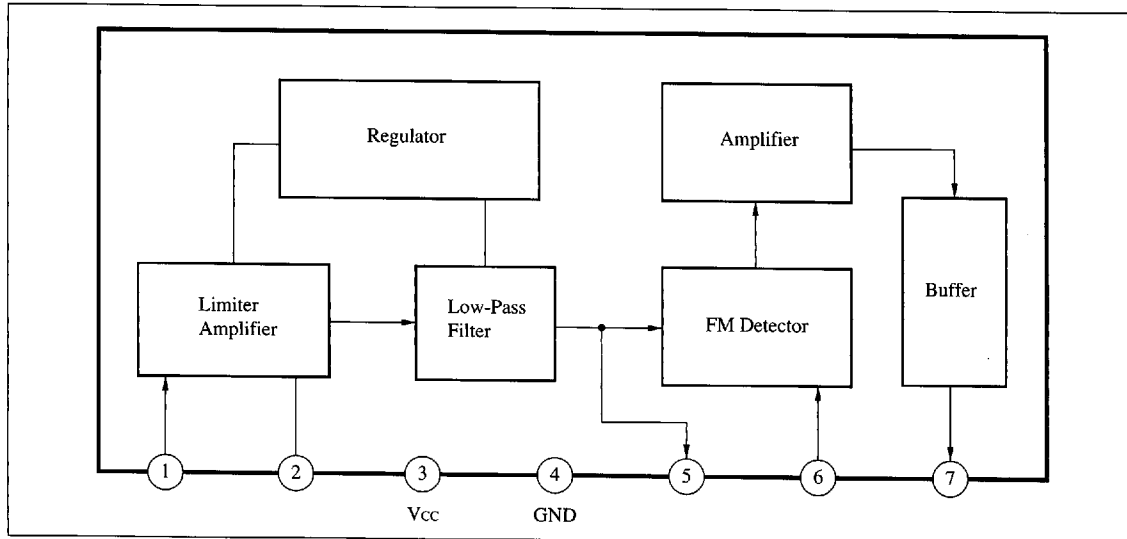 Regulator
Amplifier
Limiter
Amplifier
Low-Pass
Filter
FM Detector
Buffer
1
2
3
4
5
6
7
Vcc
GND